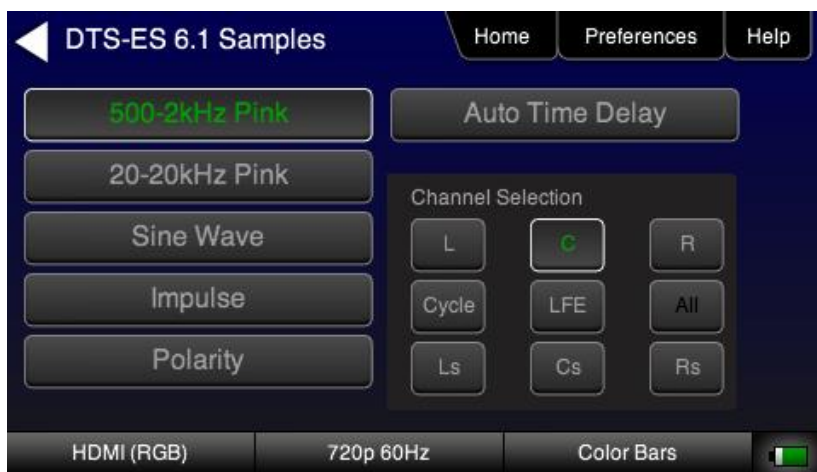 DTS-ES 6.1 Samples
Home
Preferences
Help
500-2kHz Pink
Auto Time Delay
20-20kHz Pink
Channel Selection
Sine Wave
L
C
R
Impulse
Cycle
LFE
All
Polarity
Ls
Cs
Rs
HDMI (RGB)
720p 60Hz
Color Bars